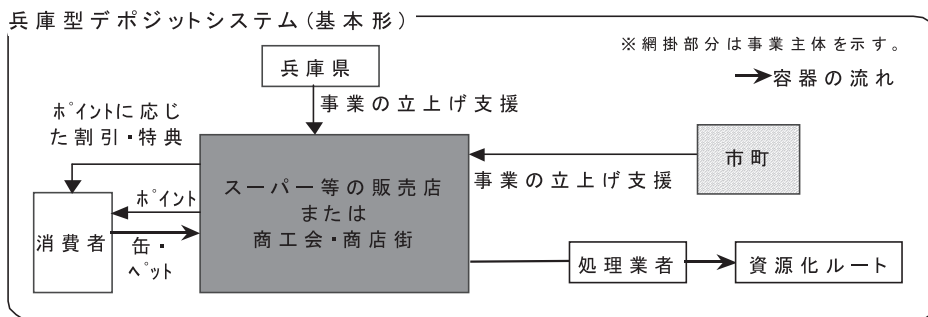 兵庫型デポジットシステム(基本形)
※網掛部分は事業主体を示す。
容器の流れ
兵庫県
事業の立上げ支援
ポイントに応じ
た割引・特典
スーパー等の販売店
または
商工会・商店街
市町
事業の立上げ支援
ポイント
消費者
缶・
ペット
処理業者
資源化ルート